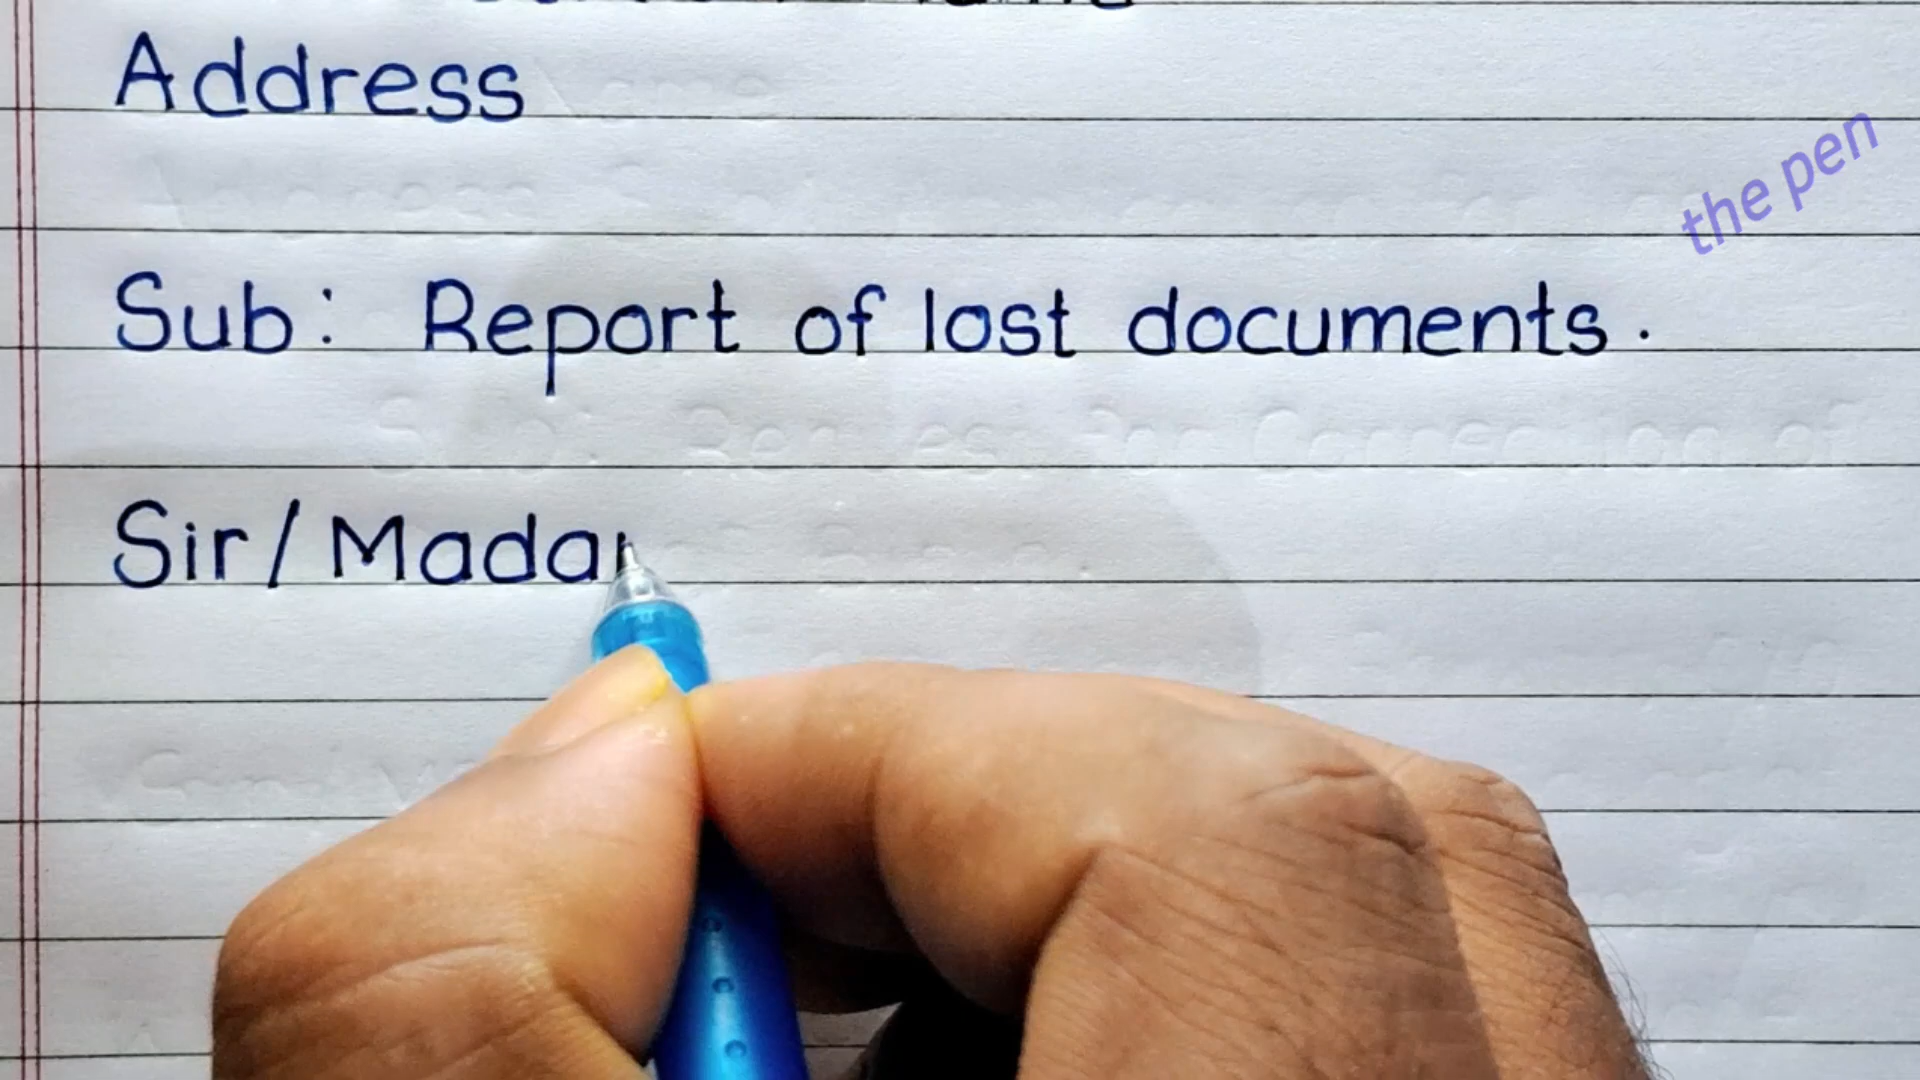 Address
the pen
Sub: Report of lost documents.
Sir/Mada